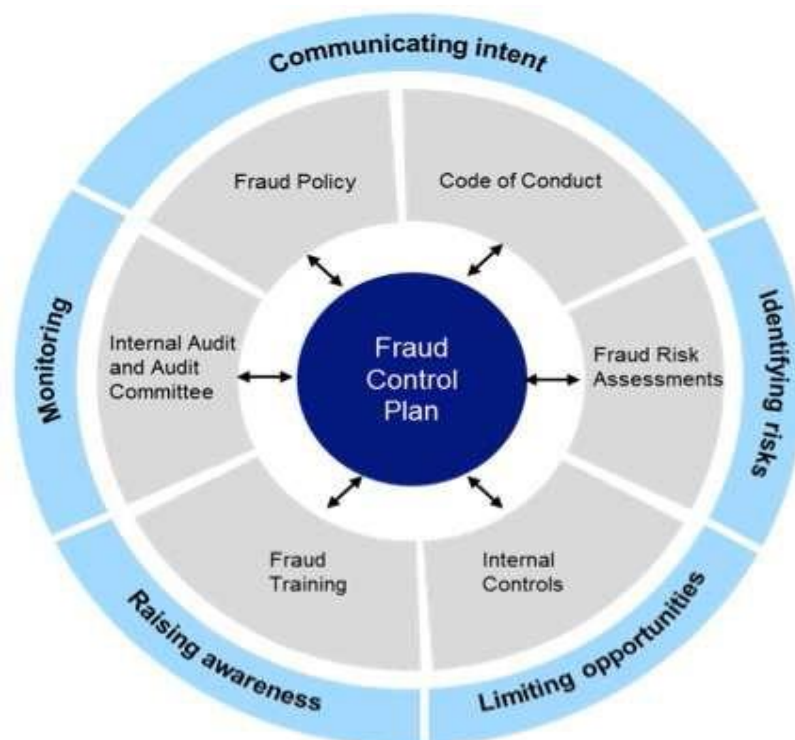 Communicating intent
Fraud Policy
Code of Conduct
Monitoring
Internal Audit
and Audit
Committee
Fraud
Control
Plan
Fraud Risk
Assessments
Identifying risks
Fraud
Training
Internal
Controls
Raising awareness
Limiting opportunities